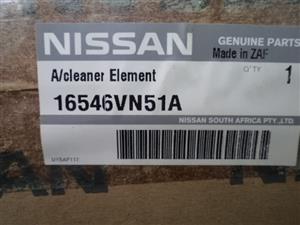 NISSAN GENUINE PARTS
Made in ZAF
A/cleaner Element Q'TY
16546VN51A 1
NISSAN SOUTH AFRICA PTY.,LTD